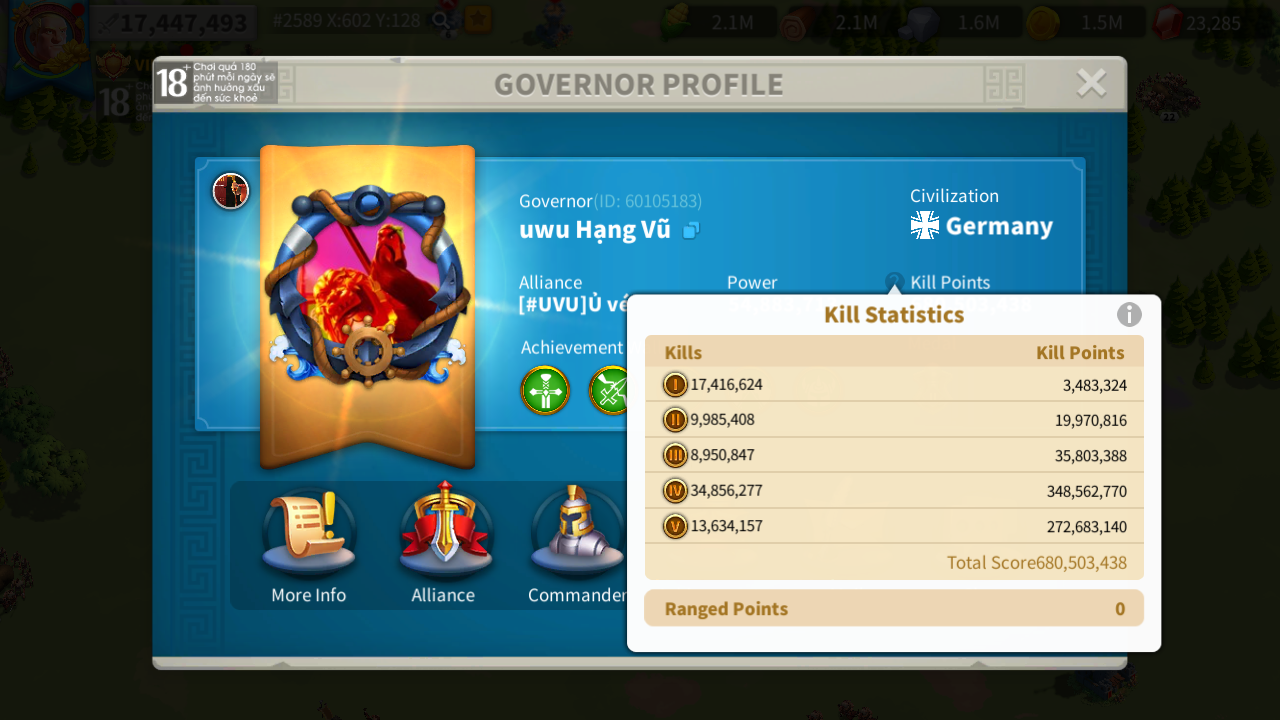 17,447,493
#2589 X:602 Y:128
2.1M
2.1M
1.6M
1.5M
23,285
18+
Chơi quá 180
phút mỗi ngày sẽ
ảnh hưởng xấu
đến sức khoẻ
GOVERNOR PROFILE
22
Governor(ID: 60105183)
uwu Hạng Vũ
Civilization
Germany
Alliance
[#UVU]Ủ
Power
? Kill Points
Achievement
Kill Statistics
Kills
Kill Points
I 17,416,624
3,483,324
II 9,985,408
19,970,816
III 8,950,847
35,803,388
IV 34,856,277
348,562,770
V 13,634,157
272,683,140
Total Score680,503,438
Ranged Points
0
More Info
Alliance
Commander